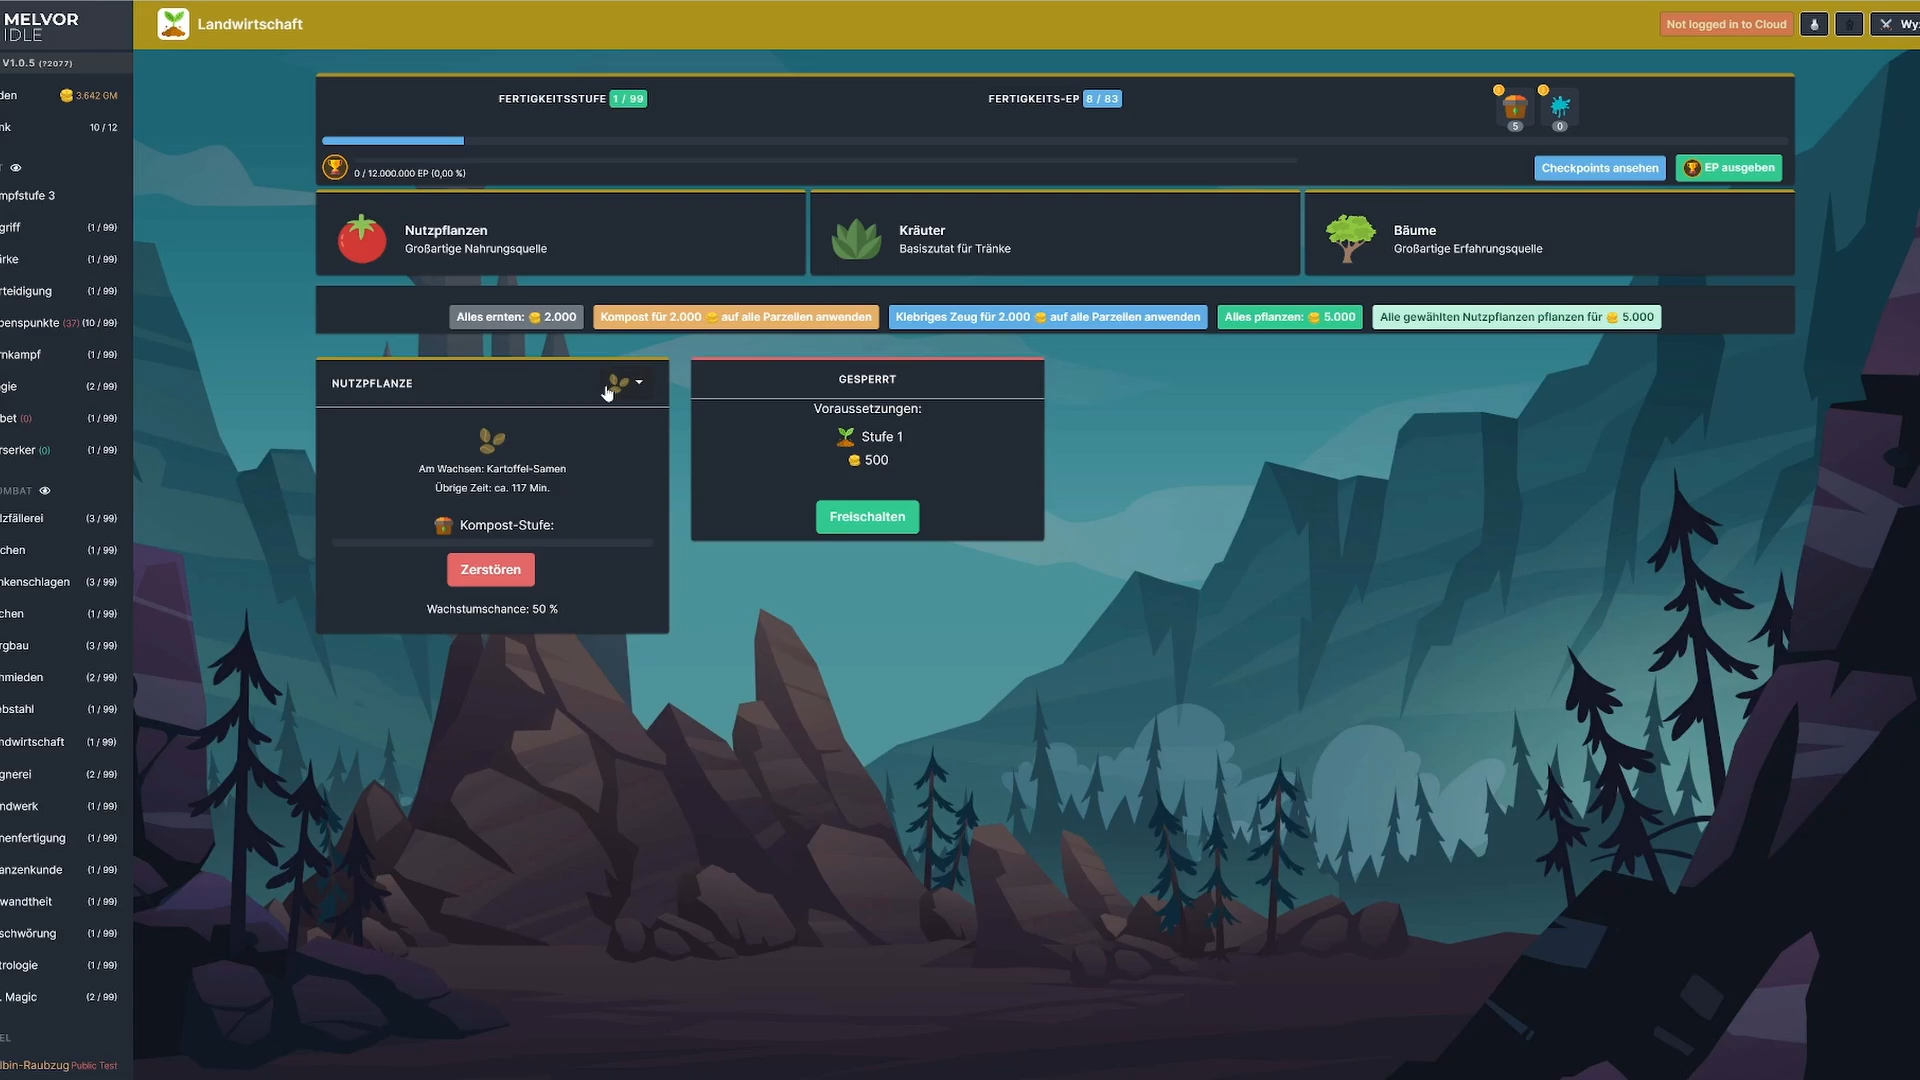 MELVOR
IDLE
V1.0.5 (?2077)
den 3.642 GM
nk 10 / 12
T
mpfstufe 3
griff (1 / 99)
irke (1 / 99)
rteidigung (1 / 99)
benspunkte (37) (10 / 99)
rnkampf (1 / 99)
gie (2 / 99)
bet (0) (1 / 99)
rserker (0) (1 / 99)
OMBAT
lzfällerei (3 / 99)
chen (1 / 99)
nkenschlagen (3 / 99)
chen (1 / 99)
rgbau (3 / 99)
hmieden (2 / 99)
ebstahl (1 / 99)
ndwirtschaft (1 / 99)
gnerei (2 / 99)
ndwerk (1 / 99)
nenfertigung (1 / 99)
anzenkunde (1 / 99)
wandtheit (1 / 99)
schwörung (1 / 99)
trologie (1 / 99)
. Magic (2 / 99)
EL
lbin-Raubzug Public Test
Landwirtschaft
Not logged in to Cloud
Wy
FERTIGKEITSSTUFE 1 / 99
FERTIGKEITS-EP 8 / 83
5
0
0 / 12.000.000 EP (0,00 %)
Checkpoints ansehen
EP ausgeben
Nutzpflanzen
Großartige Nahrungsquelle
Kräuter
Basiszutat für Tränke
Bäume
Großartige Erfahrungsquelle
Alles ernten: 2.000
Kompost für 2.000 auf alle Parzellen anwenden
Klebriges Zeug für 2.000 auf alle Parzellen anwenden
Alles pflanzen: 5.000
Alle gewählten Nutzpflanzen pflanzen für 5.000
NUTZPFLANZE
Am Wachsen: Kartoffel-Samen
Übrige Zeit: ca. 117 Min.
Kompost-Stufe:
Zerstören
Wachstumschance: 50 %
GESPERRT
Voraussetzungen:
Stufe 1
500
Freischalten